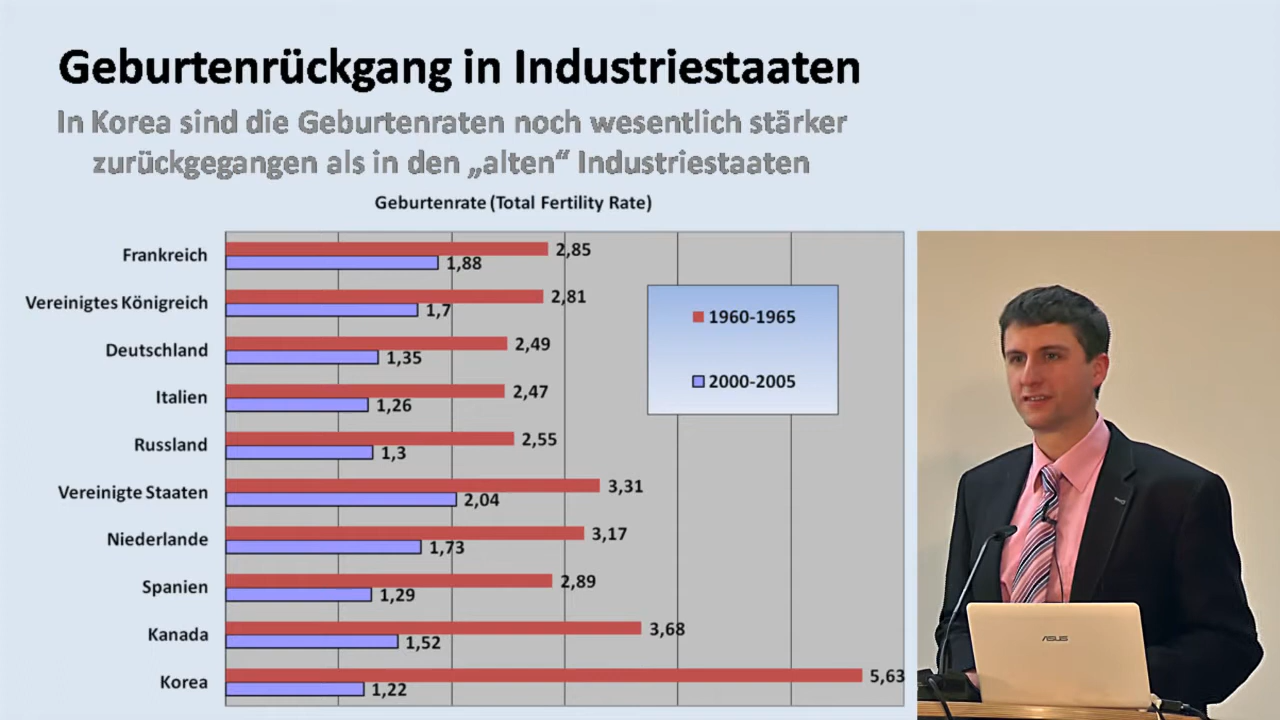 Geburtenrückgang in Industriestaaten
In Korea sind die Geburtenraten noch wesentlich stärker
zurückgegangen als in den „alten“ Industriestaaten
Geburtenrate (Total Fertility Rate)
Frankreich 2,85
1,88
Vereinigtes Königreich 2,81
1,7
1960-1965
Deutschland 2,49
1,35
2000-2005
Italien 2,47
1,26
Russland 2,55
1,3
Vereinigte Staaten 3,31
2,04
Niederlande 3,17
1,73
Spanien 2,89
1,29
Kanada 3,68
1,52
ASUS
Korea 5,63
1,22